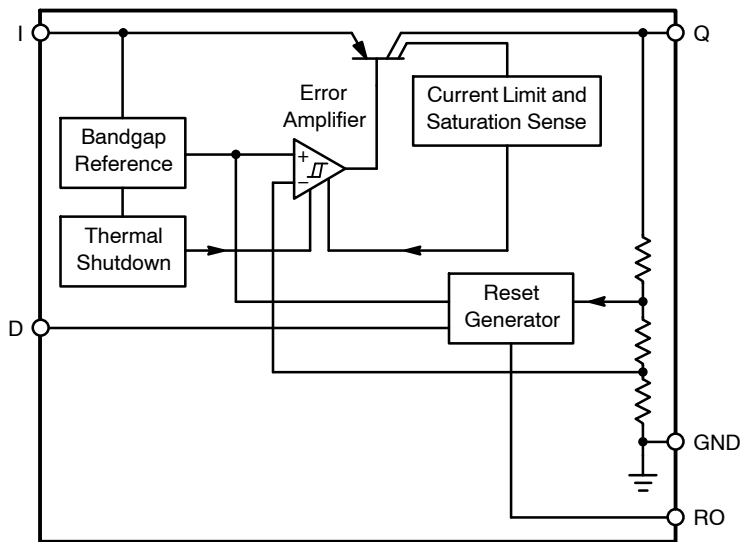 I
Q
Error
Amplifier
Current Limit and
Saturation Sense
Bandgap
Reference
+
−
Thermal
Shutdown
Reset
Generator
D
GND
RO